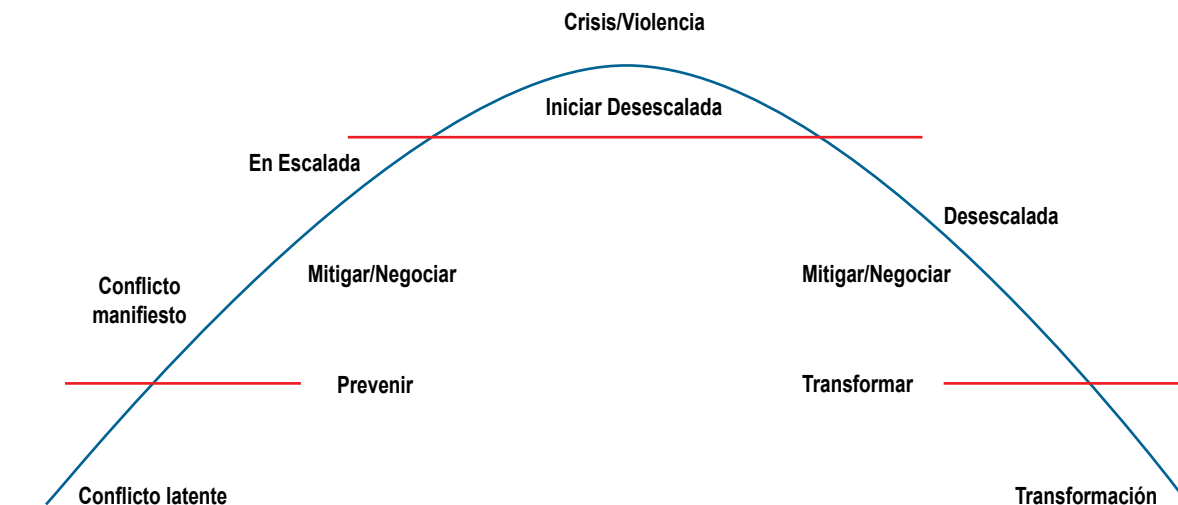 Crisis/Violencia
Iniciar Desescalada
En Escalada
Desescalada
Mitigar/Negociar
Mitigar/Negociar
Conflicto
manifiesto
Prevenir
Transformar
Conflicto latente
Transformación